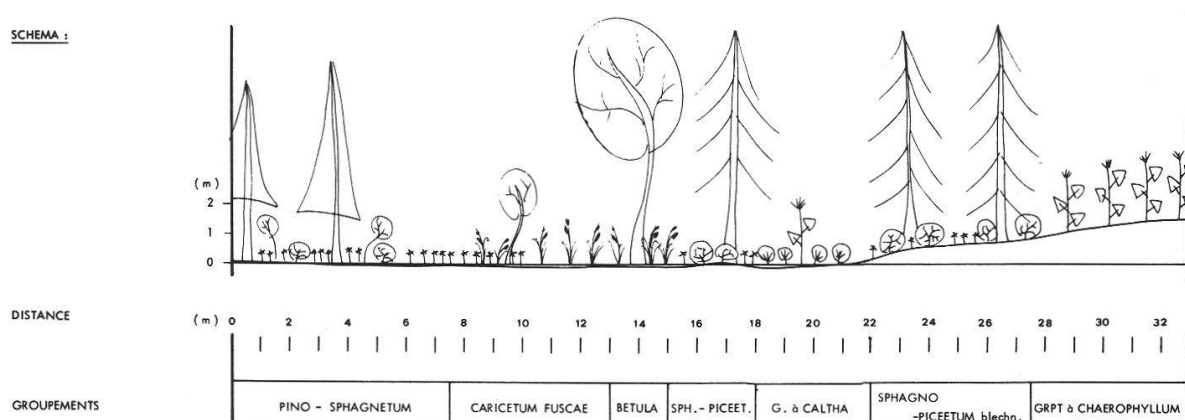 SCHEMA :
(m)
2
1
0
DISTANCE (m) 0 2 4 6 8 10 12 14 16 18 20 22 24 26 28 30 32
GROUPEMENTS PINO - SPHAGNETUM CARICETUM FUSCAE BETULA SPH. - PICEET. G. à CALTHA SPHAGNO
-PICEETUM blechn. GRPT à CHAEROPHYLLUM